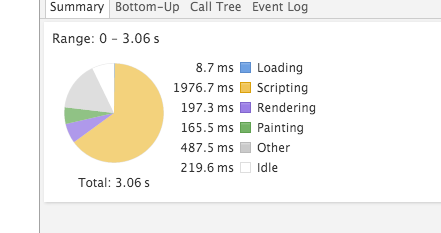 Summary Bottom-Up Call Tree Event Log
Range: 0 – 3.06 s
8.7 ms Loading
1976.7 ms Scripting
197.3 ms Rendering
165.5 ms Painting
487.5 ms Other
219.6 ms Idle
Total: 3.06 s